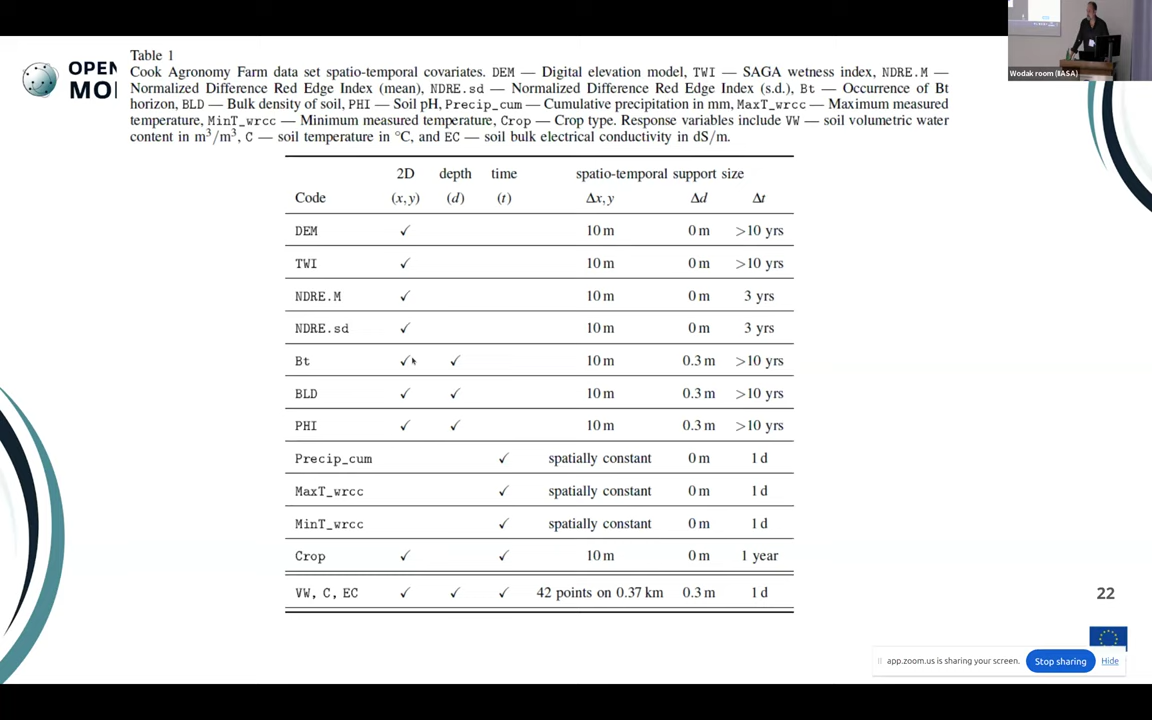 Wodak room (IIASA)
OPEN
MO
Table 1
Cook Agronomy Farm data set spatio-temporal covariates. DEM — Digital elevation model, TWI — SAGA wetness index, NDRE.M —
Normalized Difference Red Edge Index (mean), NDRE.sd — Normalized Difference Red Edge Index (s.d.), Bt — Occurrence of Bt
horizon, BLD — Bulk density of soil, PHI — Soil pH, Precip_cum — Cumulative precipitation in mm, MaxT_wrcc — Maximum measured
temperature, MinT_wrcc — Minimum measured temperature, Crop — Crop type. Response variables include VW — soil volumetric water
content in m³/m³, C — soil temperature in °C, and EC — soil bulk electrical conductivity in dS/m.
2D depth time spatio-temporal support size
Code (x, y) (d) (t) Δx, y Δd Δt
DEM ✓ 10 m 0 m >10 yrs
TWI ✓ 10 m 0 m >10 yrs
NDRE.M ✓ 10 m 0 m 3 yrs
NDRE.sd ✓ 10 m 0 m 3 yrs
Bt ✓ ✓ 10 m 0.3 m >10 yrs
BLD ✓ ✓ 10 m 0.3 m >10 yrs
PHI ✓ ✓ 10 m 0.3 m >10 yrs
Precip_cum ✓ spatially constant 0 m 1 d
MaxT_wrcc ✓ spatially constant 0 m 1 d
MinT_wrcc ✓ spatially constant 0 m 1 d
Crop ✓ ✓ 10 m 0 m 1 year
VW, C, EC ✓ ✓ ✓ 42 points on 0.37 km 0.3 m 1 d
22
app.zoom.us is sharing your screen. Stop sharing Hide